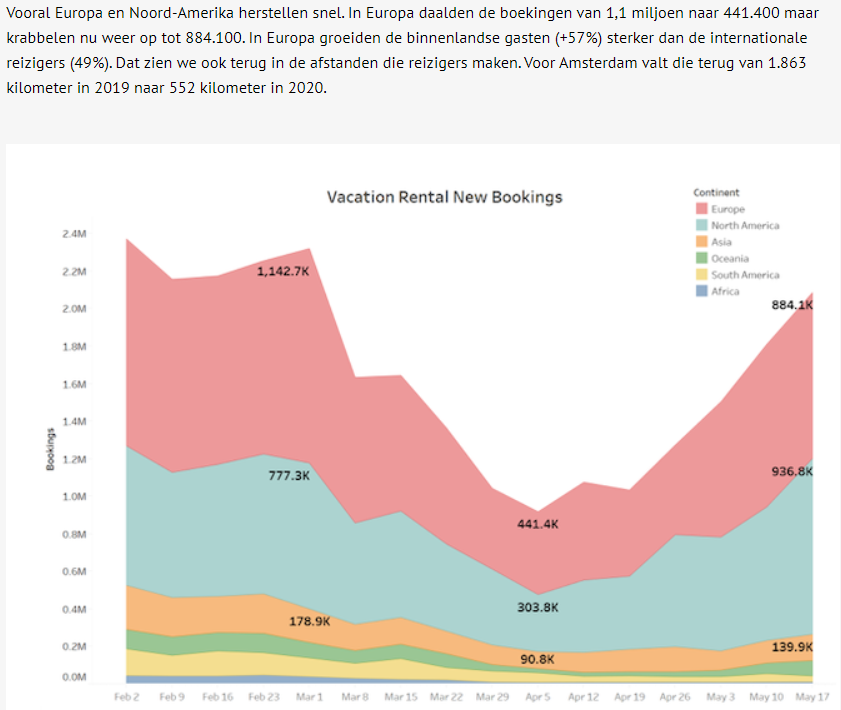 Vooral Europa en Noord-Amerika herstellen snel. In Europa daalden de boekingen van 1,1 miljoen naar 441.400 maar
krabbelen nu weer op tot 884.100. In Europa groeiden de binnenlandse gasten (+57%) sterker dan de internationale
reizigers (49%). Dat zien we ook terug in de afstanden die reizigers maken. Voor Amsterdam valt die terug van 1.863
kilometer in 2019 naar 552 kilometer in 2020.
Vacation Rental New Bookings
Continent
Europe
North America
Asia
Oceania
South America
Africa
2.4M
2.2M
2.0M
1.8M
1.6M
1.4M
1.2M
1.0M
0.8M
0.6M
0.4M
0.2M
0.0M
Bookings
1,142.7K
884.1K
777.3K
936.8K
441.4K
303.8K
178.9K
90.8K
139.9K
Feb 2 Feb 9 Feb 16 Feb 23 Mar 1 Mar 8 Mar 15 Mar 22 Mar 29 Apr 5 Apr 12 Apr 19 Apr 26 May 3 May 10 May 17